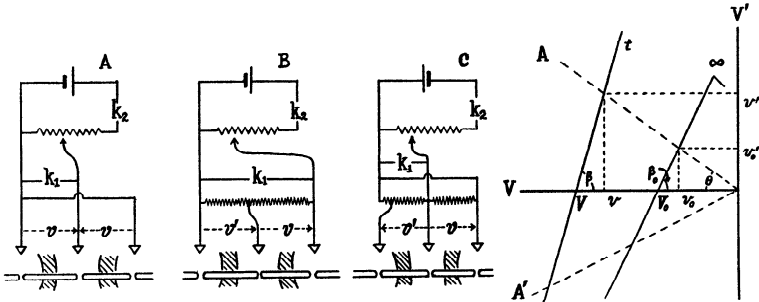 A
B
C
V'
k₂
k₂
k₂
A
t
∞
k₁
k₁
k₁
v'
v₀'
β
β₀
θ
V
V
v
V₀
v₀
v
v
v'
v
v'
v
A'